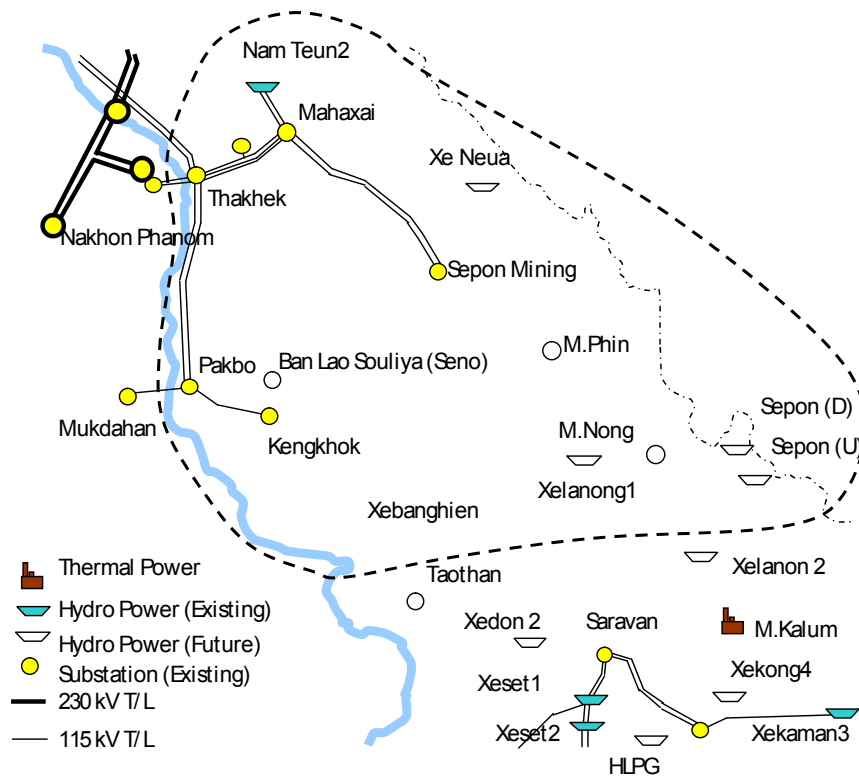 Nam Teun2
Mahaxai
Xe Neua
Thakhek
Nakhon Phanom
Sepon Mining
Pakbo
Ban Lao Souliya (Seno)
M.Phin
Mukdahan
Kengkhok
Sepon (D)
M.Nong
Sepon (U)
Xelanong1
Xebanghien
Thermal Power
Taothan
Xelanon 2
Hydro Power (Existing)
Hydro Power (Future)
Xedon 2
Saravan
M.Kalum
Substation (Existing)
Xeset1
Xekong4
230 kV T/L
Xeset2
Xekaman3
115 kV T/L
HLPG